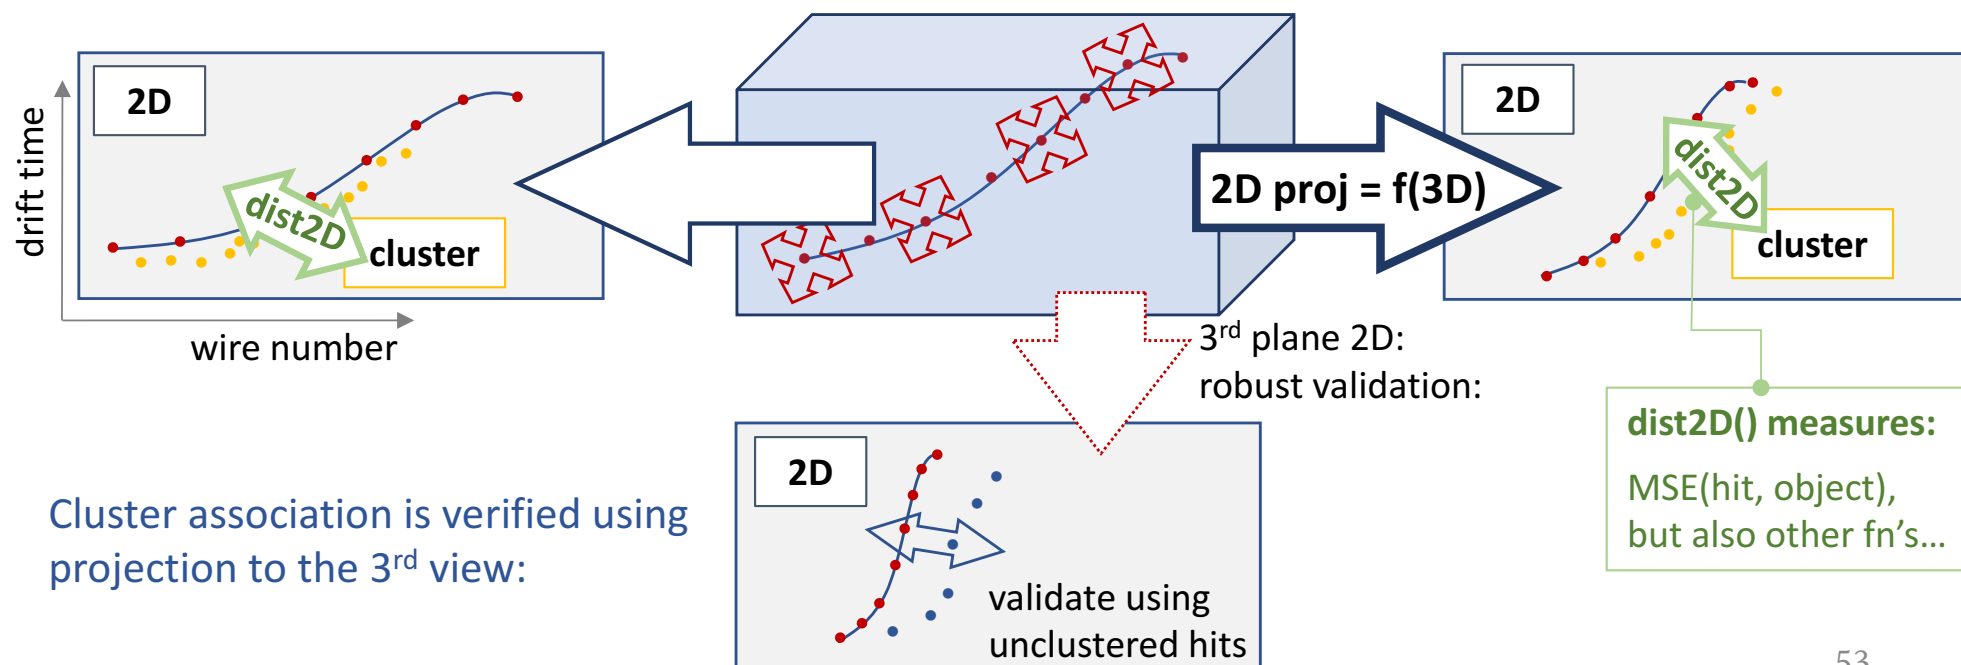 2D
drift time
dist2D
cluster
wire number
2D proj = f(3D)
2D
dist2D
cluster
3rd plane 2D:
robust validation:
dist2D() measures:
MSE(hit, object),
but also other fn's...
Cluster association is verified using
projection to the 3rd view:
2D
validate using
unclustered hits
53